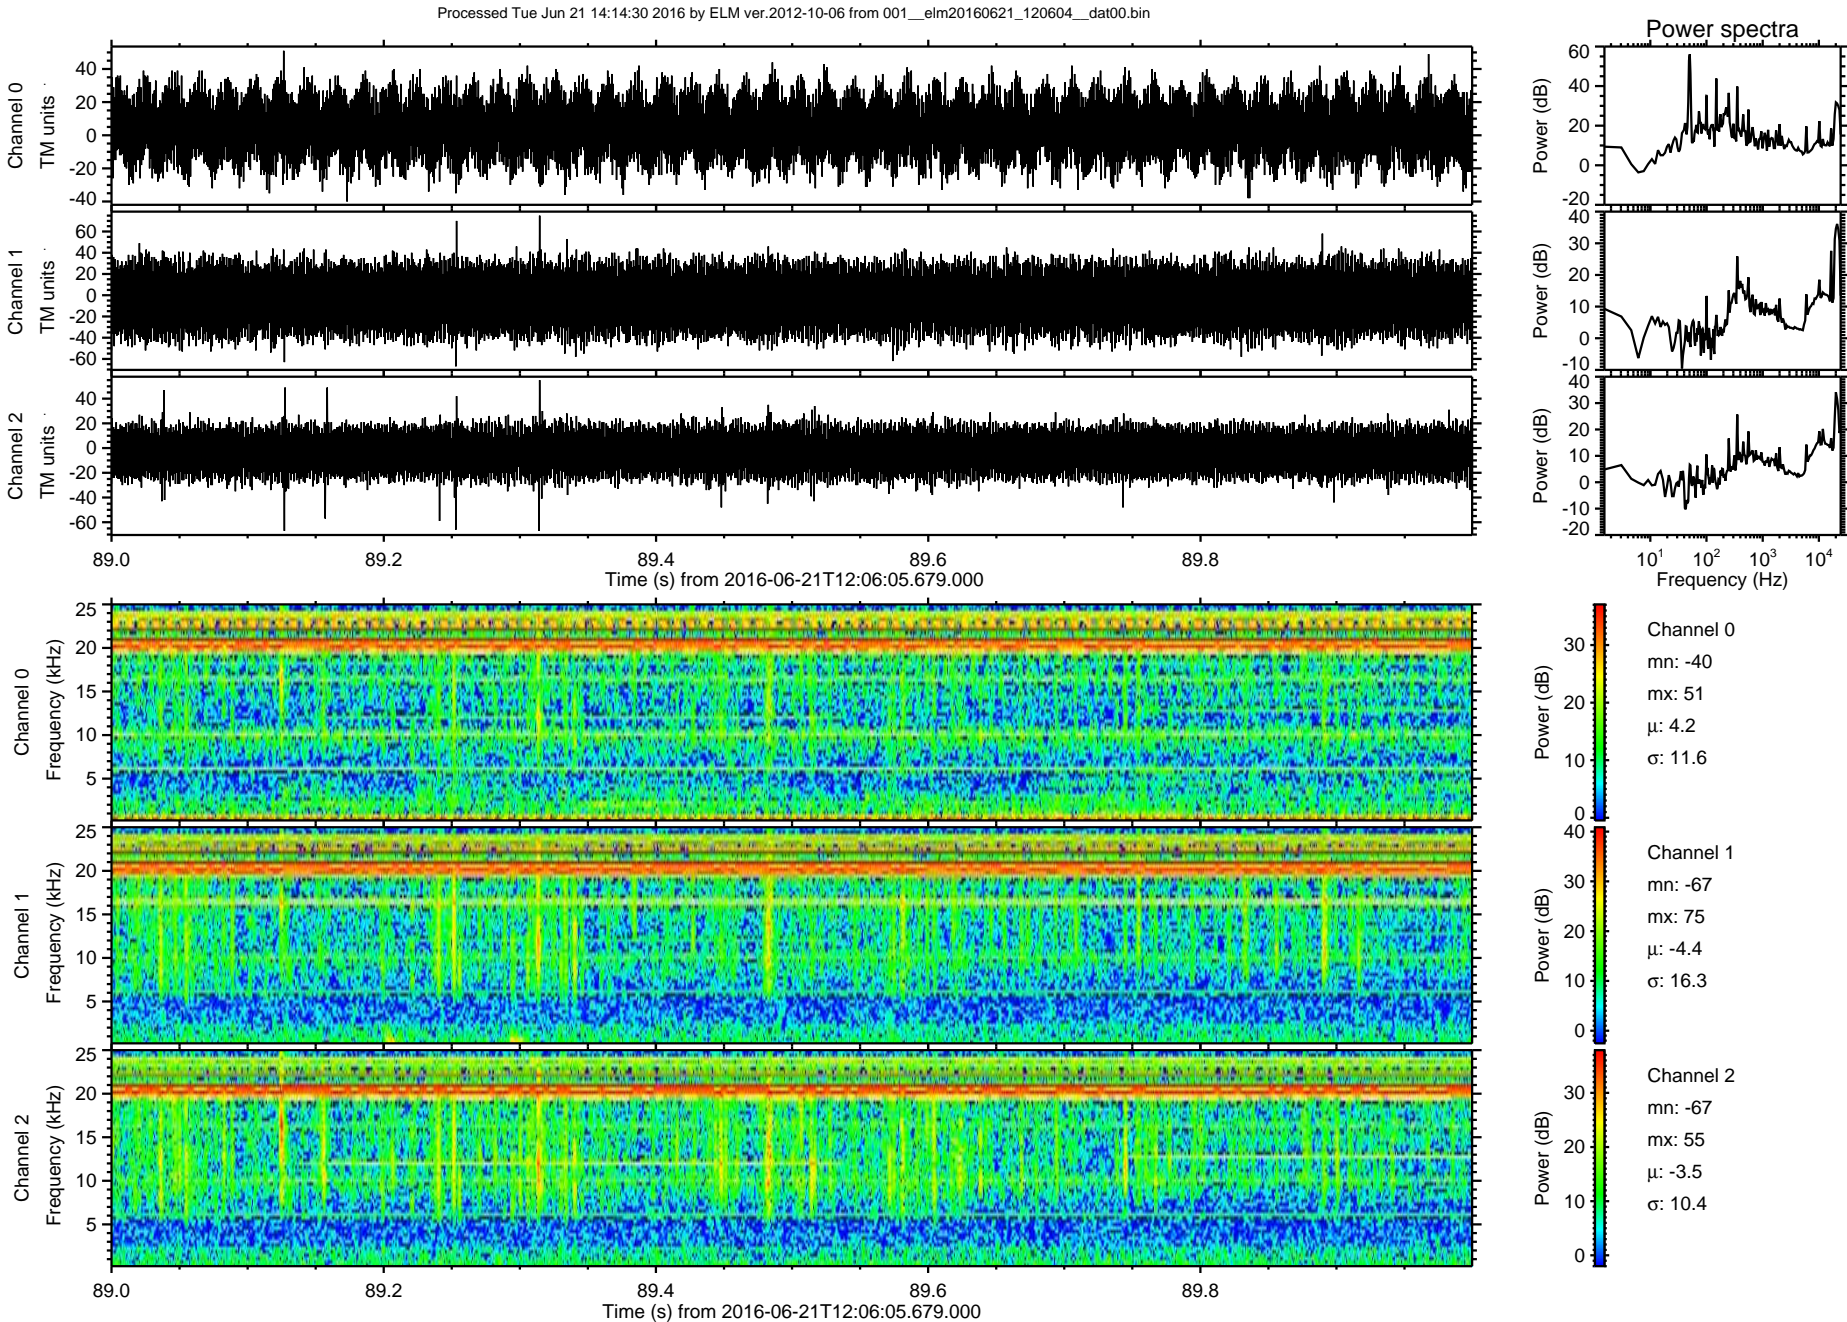 Processed Tue Jun 21 14:14:30 2016 by ELM ver.2012-10-06 from 001__elm20160621_120604__dat00.bin
Power spectra
Channel 0
TM units
40
20
0
-20
-40
Power (dB)
60
40
20
0
-20
Channel 1
TM units
60
40
20
0
-20
-40
-60
Power (dB)
40
30
20
10
0
-10
Channel 2
TM units
40
20
0
-20
-40
-60
Power (dB)
40
30
20
10
0
-10
-20
89.0 89.2 89.4 89.6 89.8
Time (s) from 2016-06-21T12:06:05.679.000
10^1 10^2 10^3 10^4
Frequency (Hz)
Channel 0
Frequency (kHz)
25
20
15
10
5
Power (dB)
30
20
10
0
Channel 0
mn: -40
mx: 51
μ: 4.2
σ: 11.6
Channel 1
Frequency (kHz)
25
20
15
10
5
Power (dB)
40
30
20
10
0
Channel 1
mn: -67
mx: 75
μ: -4.4
σ: 16.3
Channel 2
Frequency (kHz)
25
20
15
10
5
Power (dB)
30
20
10
0
Channel 2
mn: -67
mx: 55
μ: -3.5
σ: 10.4
89.0 89.2 89.4 89.6 89.8
Time (s) from 2016-06-21T12:06:05.679.000